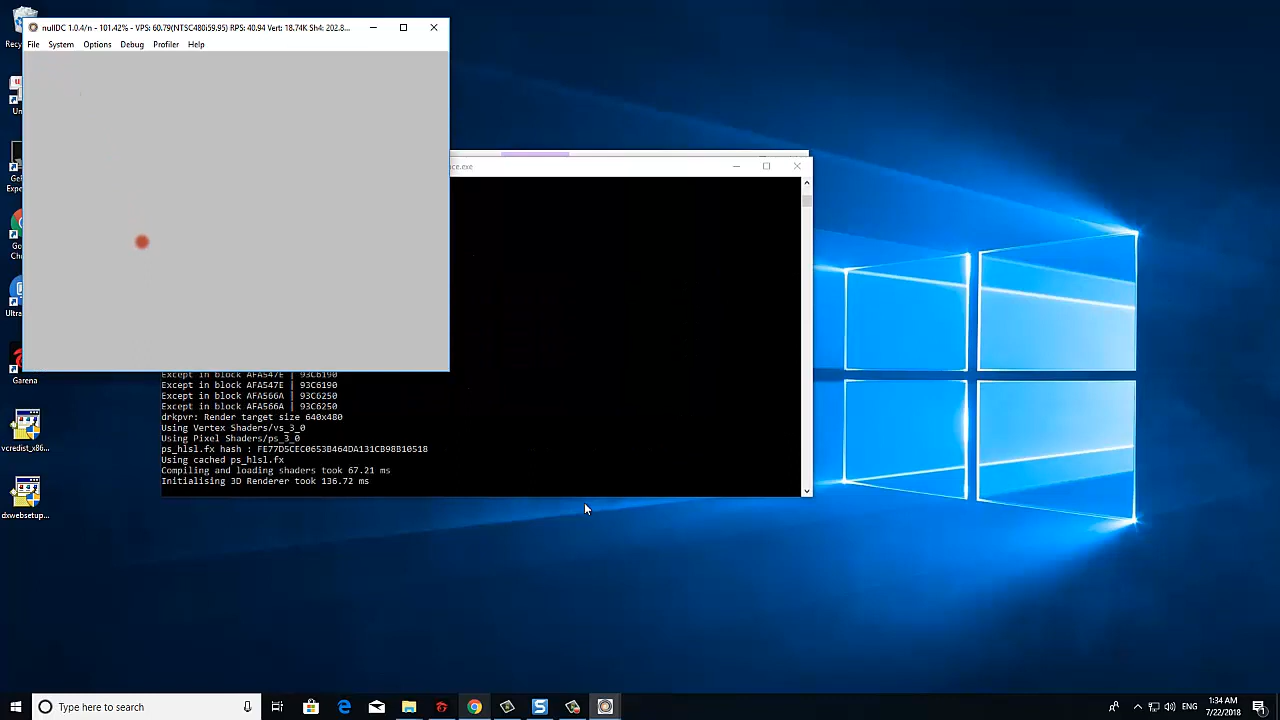 nullDC 1.0.4/n - 101.42% - VPS: 60.79(NTSC480i59.95) RPS: 40.94 Vert: 18.74K Sh4: 202.8...
File System Options Debug Profiler Help
Except in block AFA547E | 93C6190
Except in block AFA547E | 93C6190
Except in block AFA566A | 93C6250
Except in block AFA566A | 93C6250
drkpvr: Render target size 640x480
Using Vertex Shaders/vs_3_0
Using Pixel Shaders/ps_3_0
ps_hlsl.fx hash : FE77D5CEC0653B464DA131CB98B10518
Using cached ps_hlsl.fx
Compiling and loading shaders took 67.21 ms
Initialising 3D Renderer took 136.72 ms
Garena
vcredist_x86...
dxwebsetup...
Type here to search
ENG
1:34 AM
7/22/2018